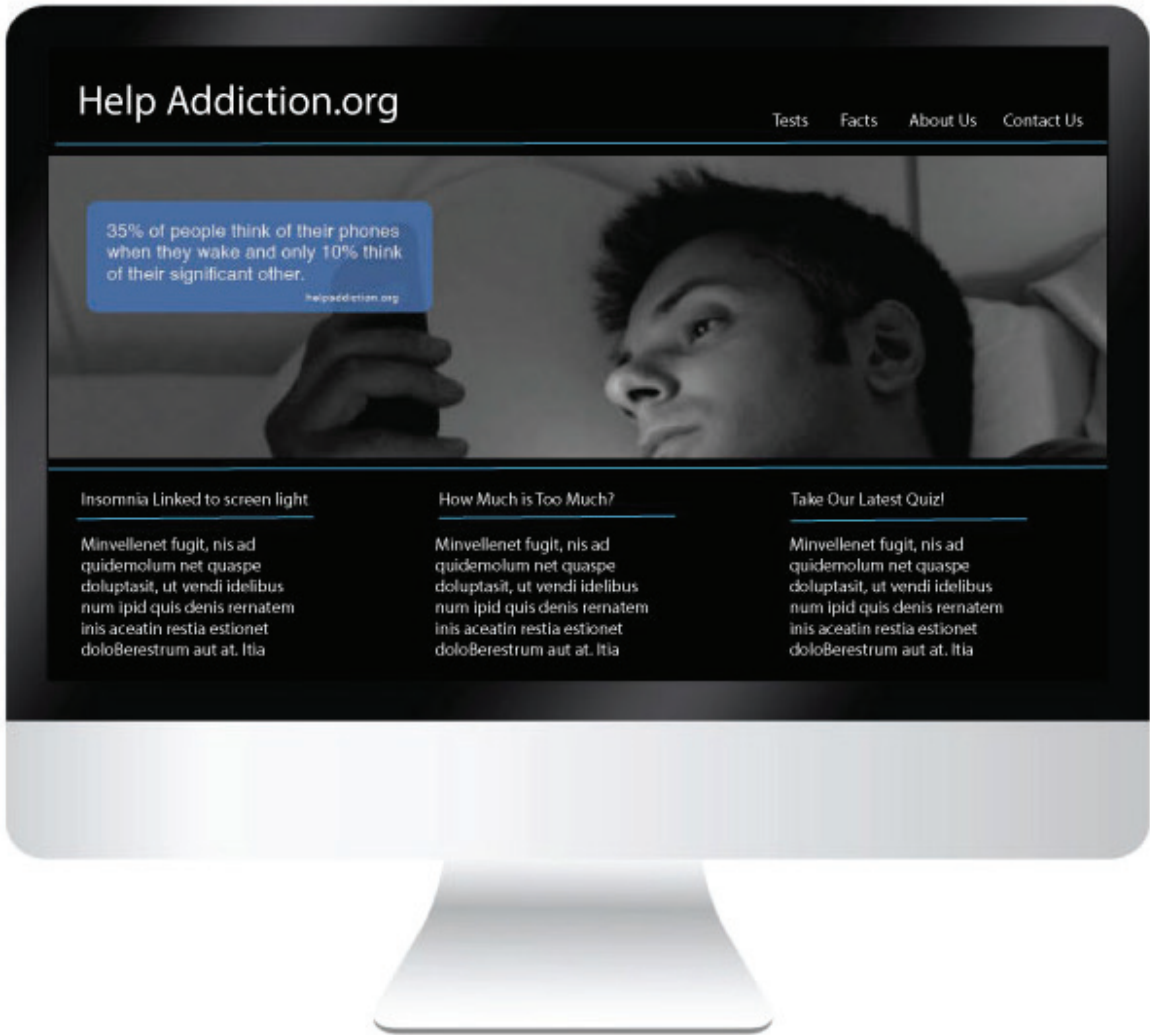 Help Addiction.org
Tests Facts About Us Contact Us
35% of people think of their phones
when they wake and only 10% think
of their significant other.
helpaddiction.org
Insomnia Linked to screen light
Minvellenet fugit, nis ad
quidemolum net quaspe
doluptasit, ut vendi idelibus
num ipid quis denis rernatem
inis aceatin restia estionet
doloBerestrum aut at. Itia
How Much is Too Much?
Minvellenet fugit, nis ad
quidemolum net quaspe
doluptasit, ut vendi idelibus
num ipid quis denis rernatem
inis aceatin restia estionet
doloBerestrum aut at. Itia
Take Our Latest Quiz!
Minvellenet fugit, nis ad
quidemolum net quaspe
doluptasit, ut vendi idelibus
num ipid quis denis rernatem
inis aceatin restia estionet
doloBerestrum aut at. Itia